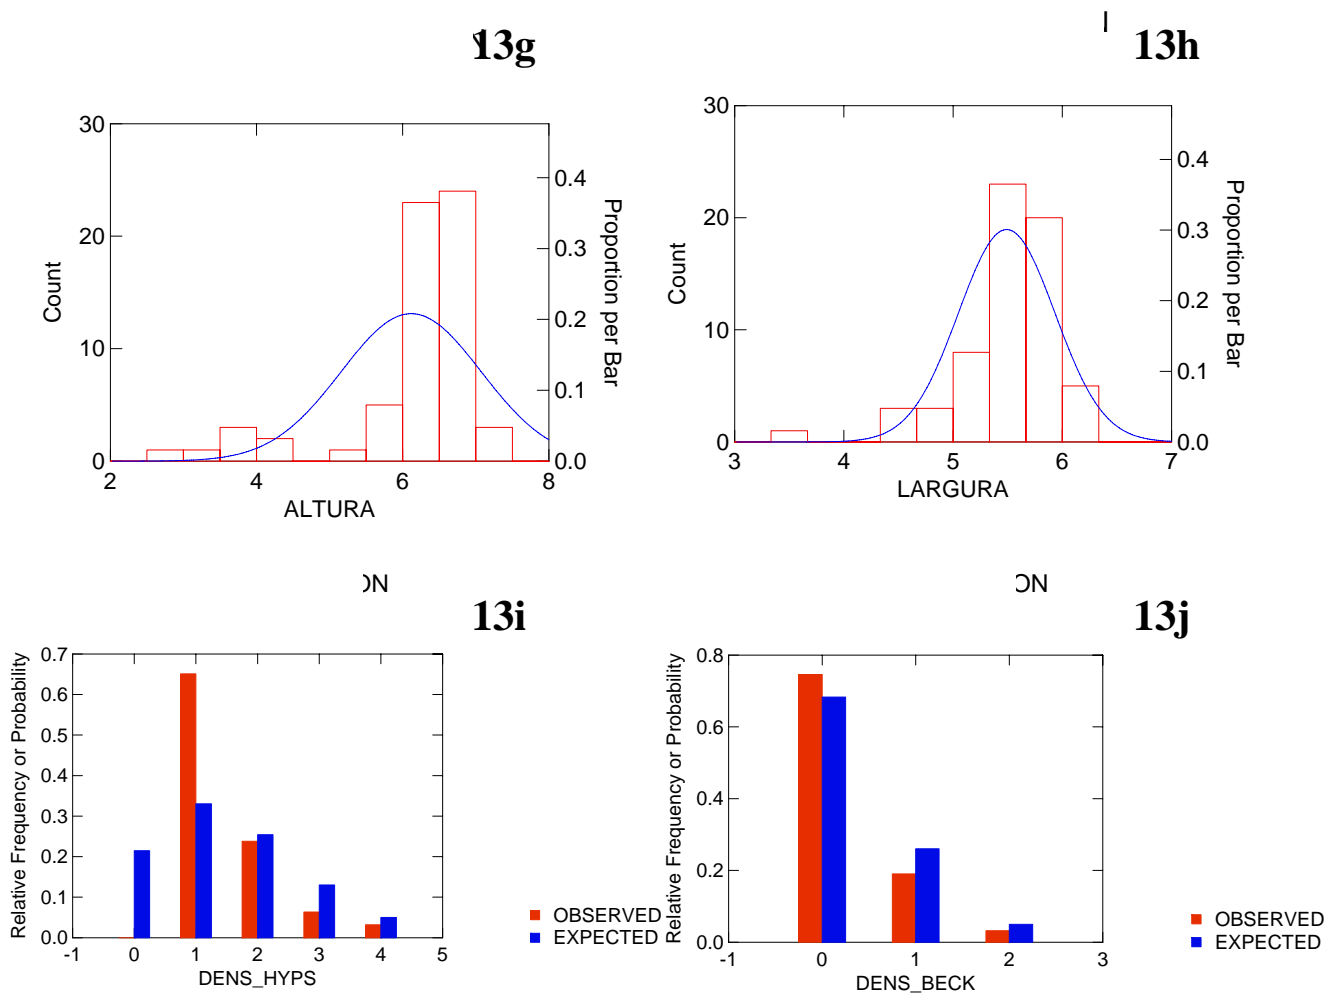 13g
13h
30
20
10
0
Count
0.4
0.3
0.2
0.1
0.0
Proportion per Bar
2 4 6 8
ALTURA
30
20
10
0
Count
0.4
0.3
0.2
0.1
0.0
Proportion per Bar
3 4 5 6 7
LARGURA
ON
13i
ON
13j
0.7
0.6
0.5
0.4
0.3
0.2
0.1
0.0
Relative Frequency or Probability
-1 0 1 2 3 4 5
DENS_HYPS
OBSERVED
EXPECTED
0.8
0.6
0.4
0.2
0.0
Relative Frequency or Probability
-1 0 1 2 3
DENS_BECK
OBSERVED
EXPECTED